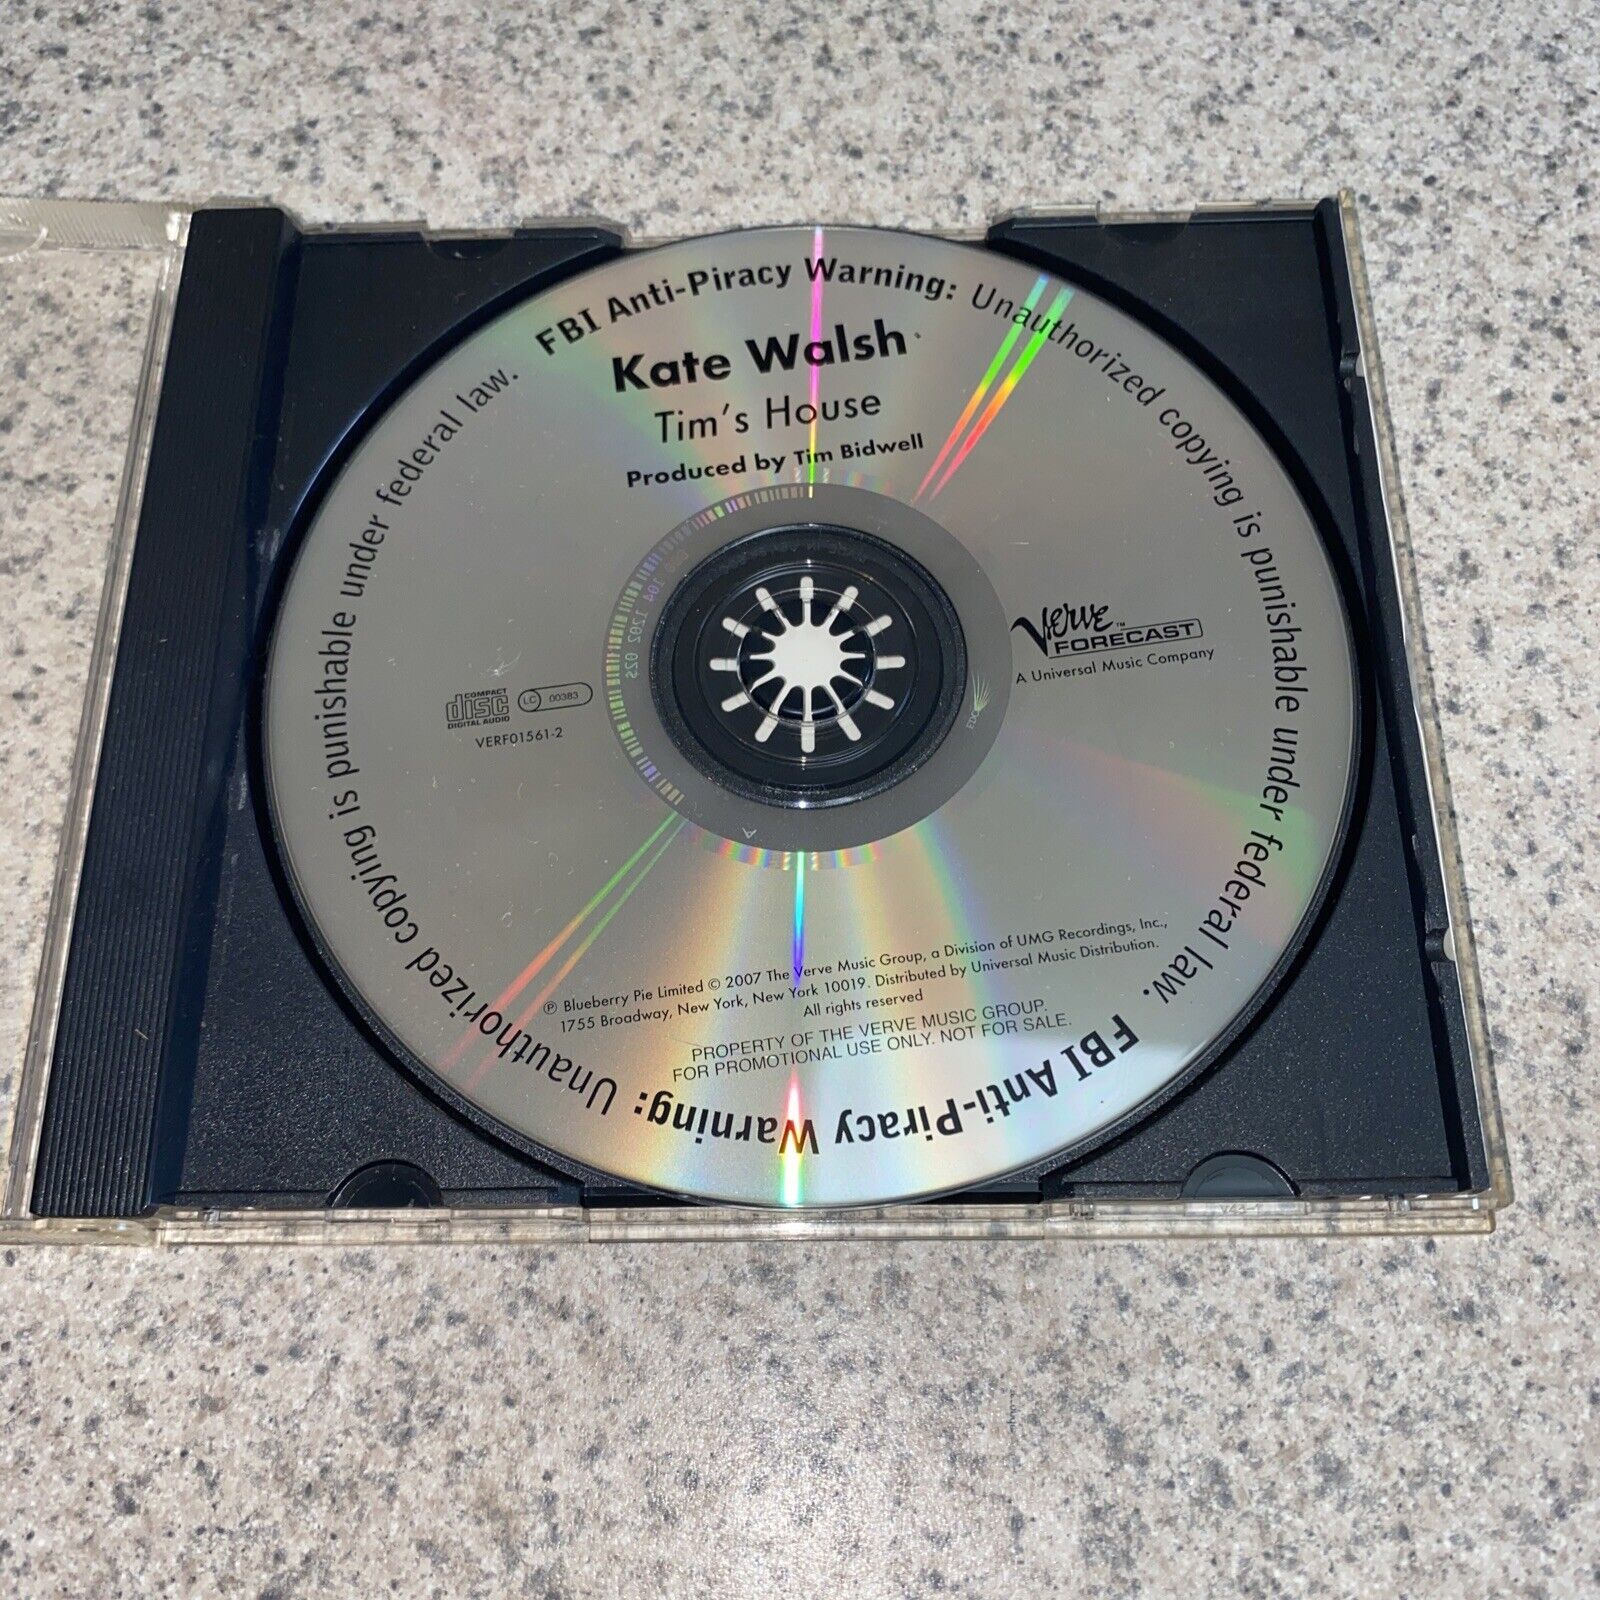 FBI Anti-Piracy Warning: Unauthorized copying is punishable under federal law.
Kate Walsh
Tim's House
Produced by Tim Bidwell
Verve™
FORECAST
A Universal Music Company
COMPACT
disc
DIGITAL AUDIO
LC 00383
VERF01561-2
℗ Blueberry Pie Limited © 2007 The Verve Music Group, a Division of UMG Recordings, Inc.,
1755 Broadway, New York, New York 10019. Distributed by Universal Music Distribution.
All rights reserved
PROPERTY OF THE VERVE MUSIC GROUP.
FOR PROMOTIONAL USE ONLY. NOT FOR SALE.
FBI Anti-Piracy Warning: Unauthorized copying is punishable under federal law.